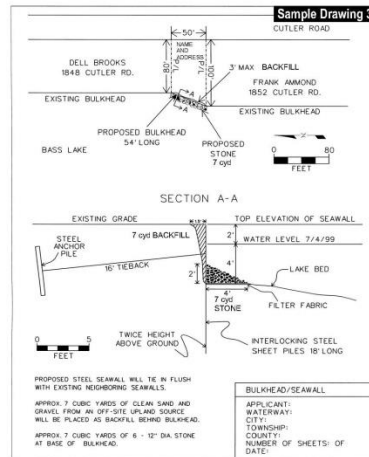 Sample Drawing 3
CUTLER ROAD
50'
NAME
AND
ADDRESS
80'
P/L
P/L
100'
DELL BROOKS
1848 CUTLER RD.
3' MAX BACKFILL
FRANK AMMOND
1852 CUTLER RD.
A
EXISTING BULKHEAD
A
EXISTING BULKHEAD
PROPOSED BULKHEAD
54' LONG
PROPOSED
STONE
7 cyd
BASS LAKE
0 80
FEET
SECTION A-A
EXISTING GRADE
1.5'
TOP ELEVATION OF SEAWALL
7 cyd BACKFILL
2'
WATER LEVEL 7/4/99
STEEL
ANCHOR
PILE
4'
16' TIEBACK
2'
LAKE BED
4'
7 cyd
STONE
FILTER FABRIC
0 5
FEET
TWICE HEIGHT
ABOVE GROUND
INTERLOCKING STEEL
SHEET PILES 18' LONG
PROPOSED STEEL SEAWALL WILL TIE IN FLUSH
WITH EXISTING NEIGHBORING SEAWALLS.
APPROX. 7 CUBIC YARDS OF CLEAN SAND AND
GRAVEL FROM AN OFF-SITE UPLAND SOURCE
WILL BE PLACED AS BACKFILL BEHIND BULKHEAD.
APPROX. 7 CUBIC YARDS OF 6 - 12" DIA. STONE
AT BASE OF BULKHEAD.
BULKHEAD/SEAWALL
APPLICANT:
WATERWAY:
CITY:
TOWNSHIP:
COUNTY:
NUMBER OF SHEETS: OF
DATE: